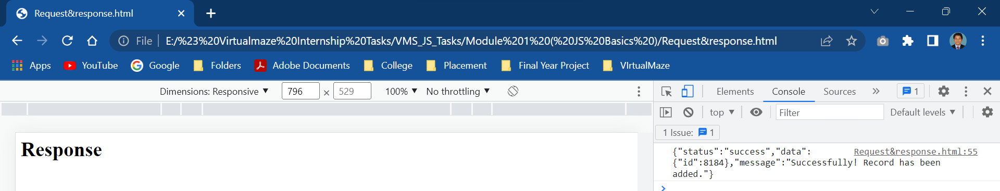 Request&response.html
File
E:/%23%20Virtualmaze%20Internship%20Tasks/VMS_JS_Tasks/Module%201%20(%20JS%20Basics%20)/Request&response.html
Apps YouTube Google Folders Adobe Documents College Placement Final Year Project VIrtualMaze
Dimensions: Responsive ▼ 796 × 529 100% ▼ No throttling ▼
Elements Console Sources » 1
top ▼ Filter Default levels ▼
1 Issue: 1
Response
{"status":"success","data": Request&response.html:55
{"id":8184},"message":"Successfully! Record has been
added."}